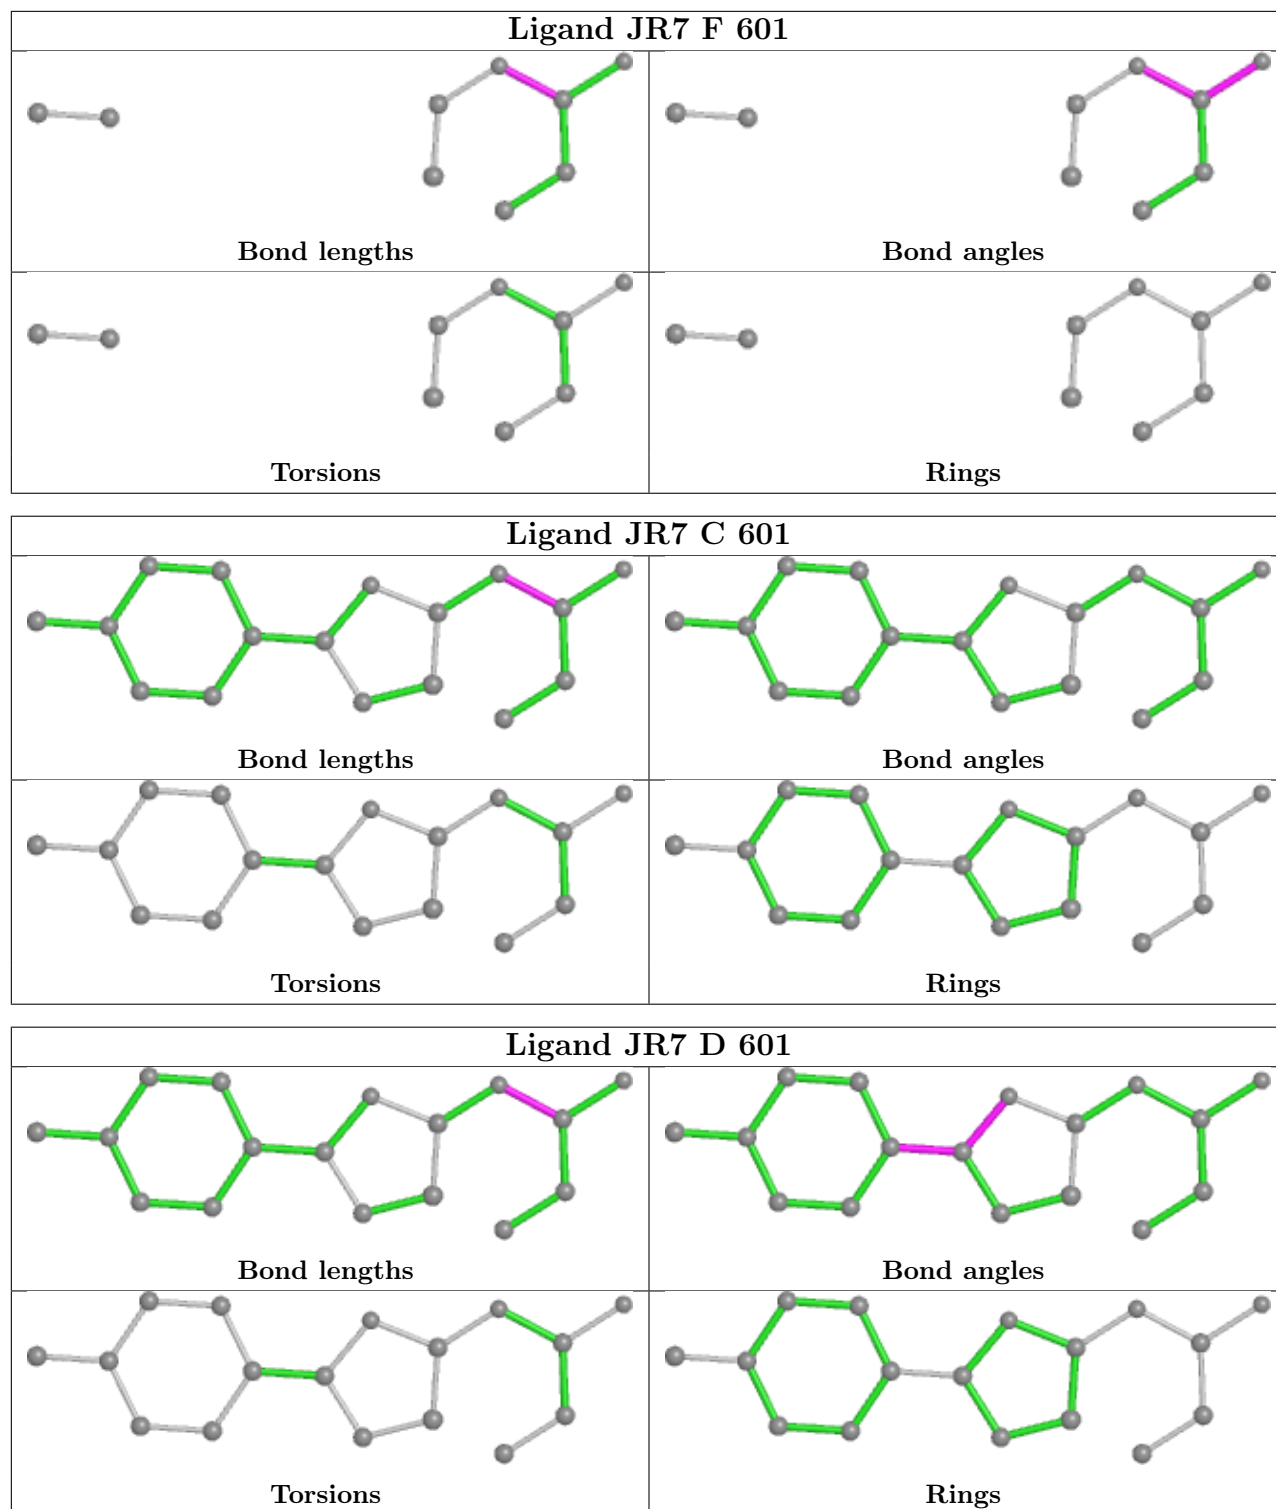 Ligand JR7 F 601
Bond lengths
Bond angles
Torsions
Rings
Ligand JR7 C 601
Bond lengths
Bond angles
Torsions
Rings
Ligand JR7 D 601
Bond lengths
Bond angles
Torsions
Rings